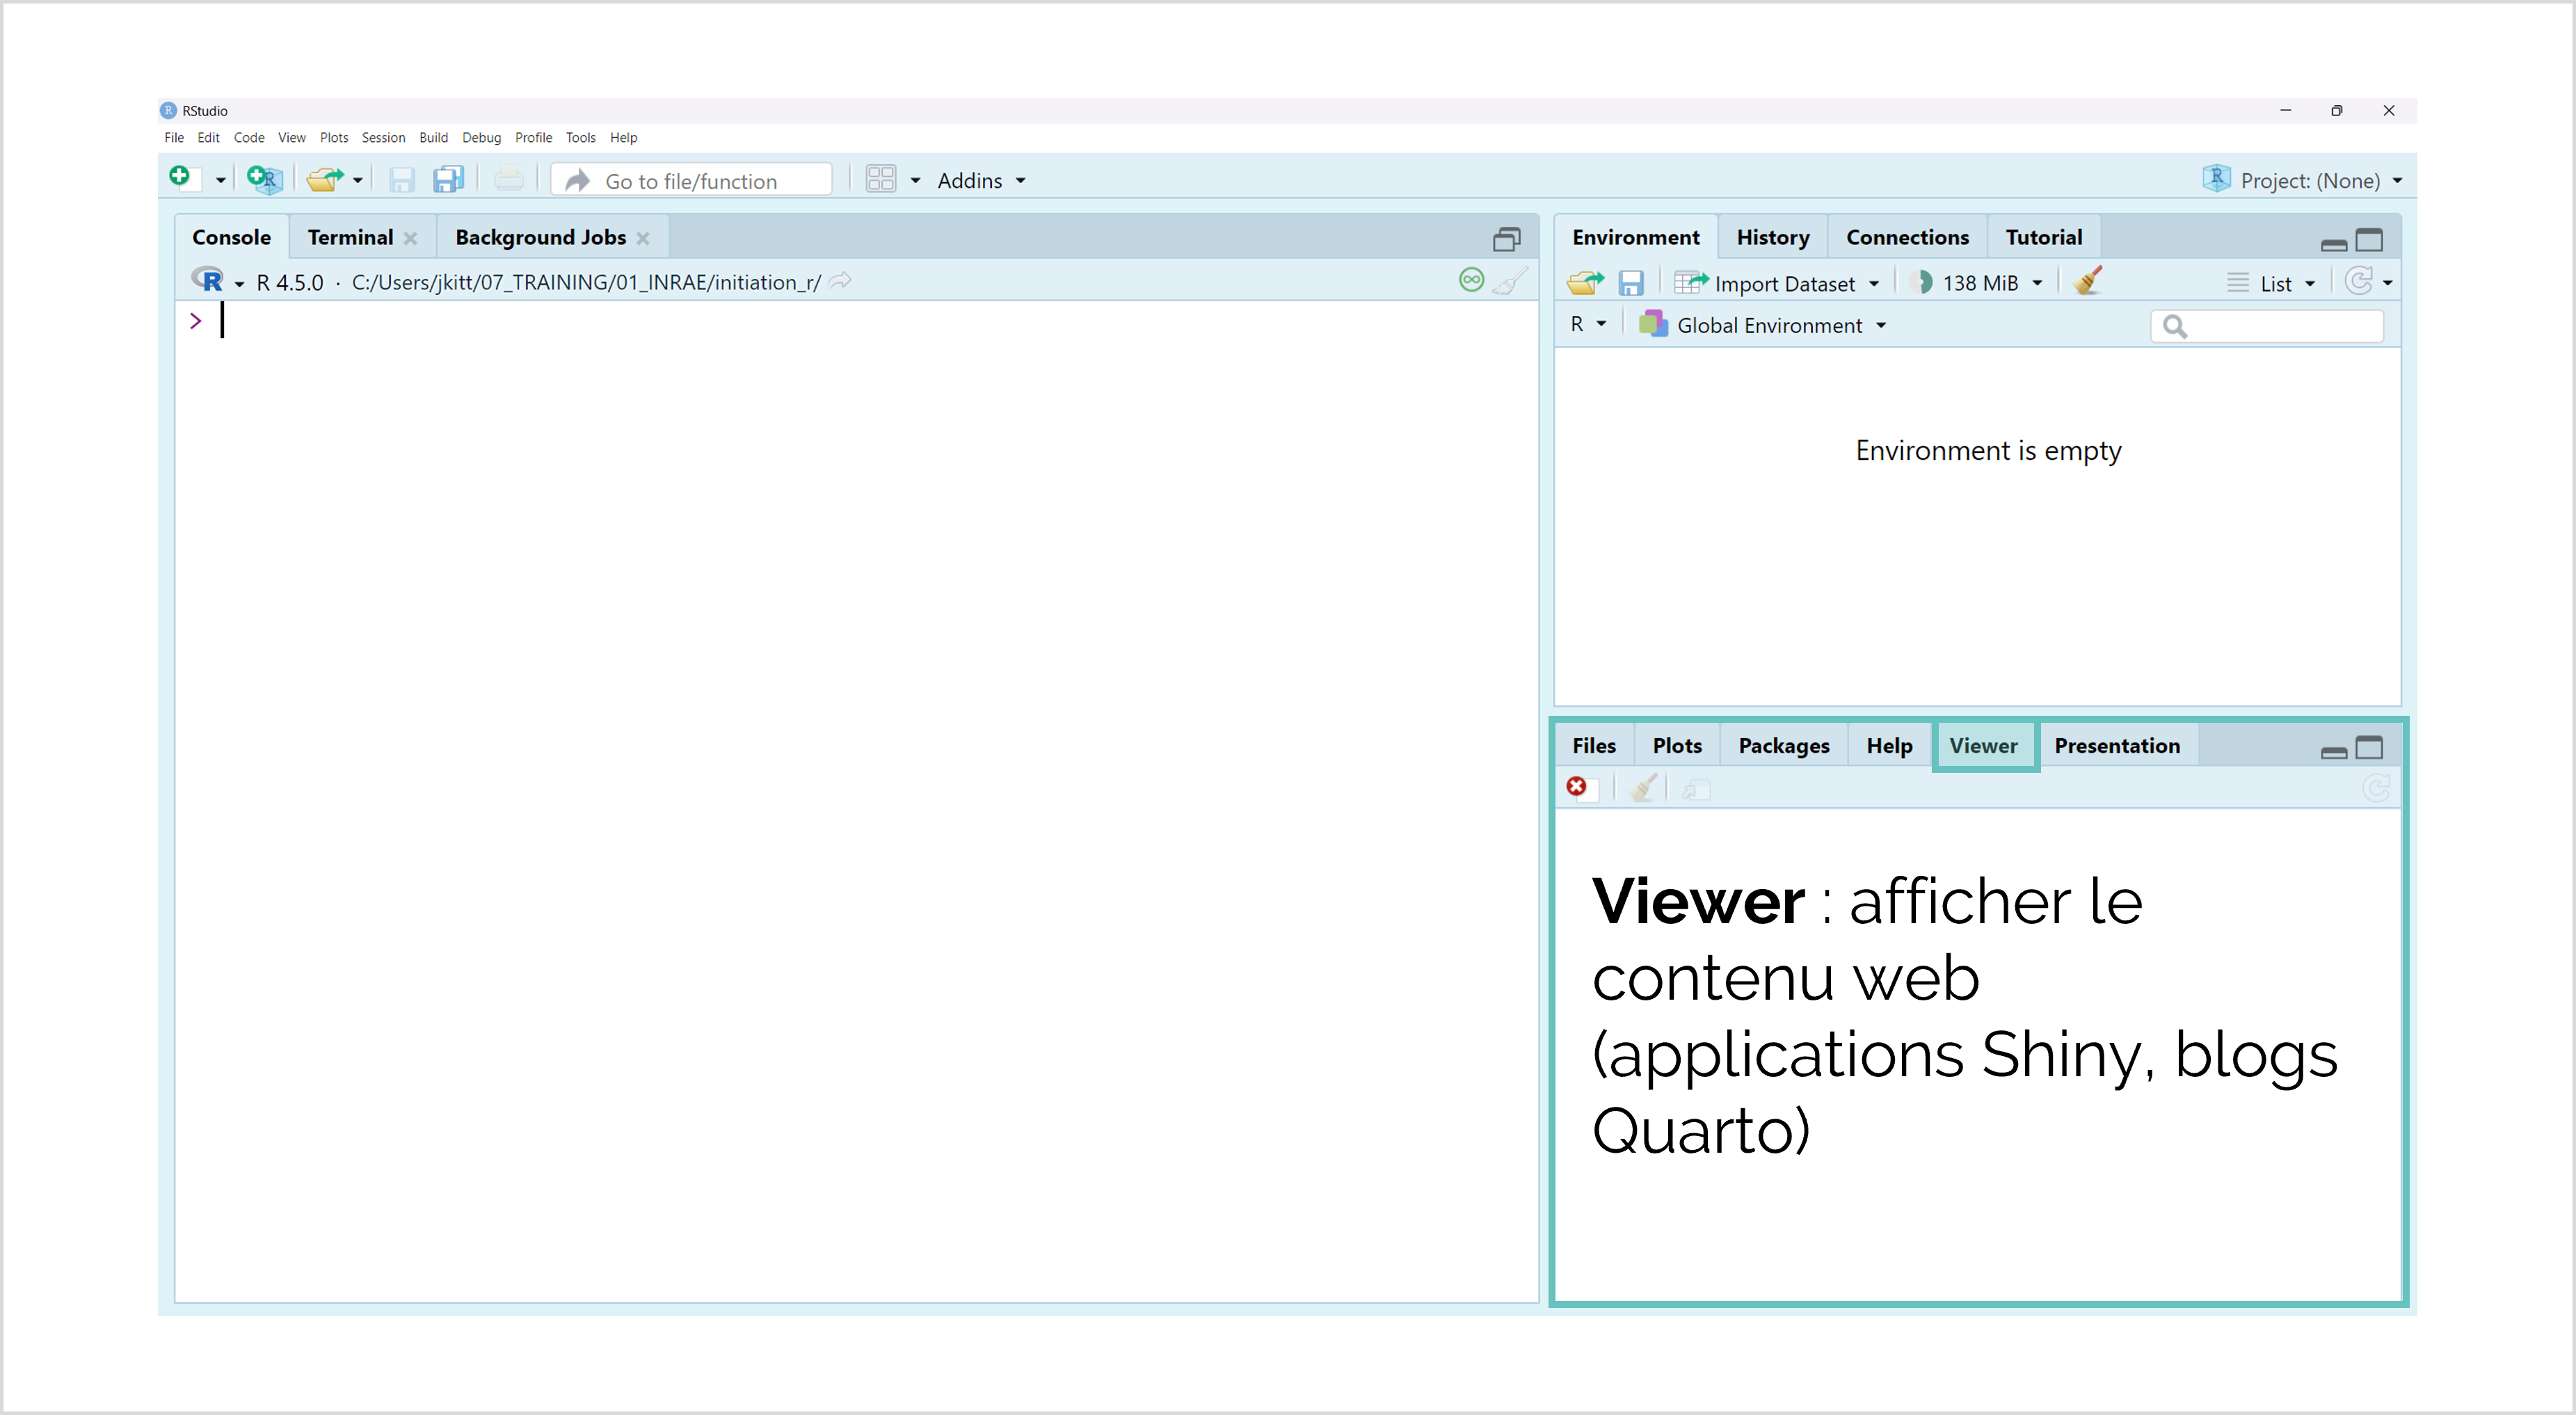 RStudio
File Edit Code View Plots Session Build Debug Profile Tools Help
Go to file/function Addins Project: (None)
Console Terminal Background Jobs
R 4.5.0 · C:/Users/jkitt/07_TRAINING/01_INRAE/initiation_r/
>
Environment History Connections Tutorial
Import Dataset 138 MiB List
R Global Environment
Environment is empty
Files Plots Packages Help Viewer Presentation
Viewer : afficher le
contenu web
(applications Shiny, blogs
Quarto)